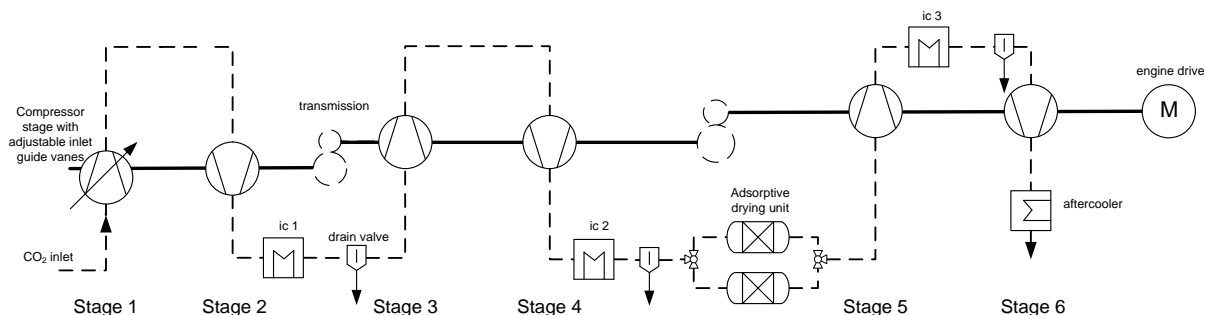 ic 3
engine drive
M
transmission
Compressor
stage with
adjustable inlet
guide vanes
Adsorptive
drying unit
aftercooler
ic 1
drain valve
ic 2
CO₂ inlet
Stage 1
Stage 2
Stage 3
Stage 4
Stage 5
Stage 6